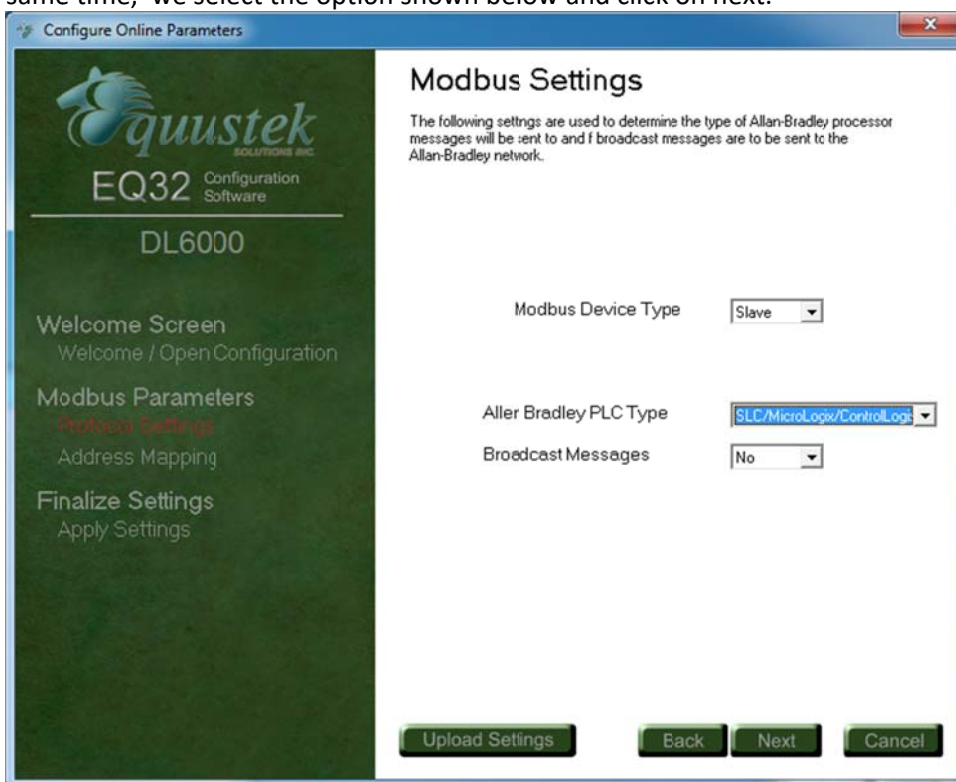 same time, we select the option shown below and click on next.
Configure Online Parameters
Equustek
SOLUTIONS INC
EQ32 Configuration Software
DL6000
Welcome Screen
Welcome / Open Configuration
Modbus Parameters
Protocol Settings
Address Mapping
Finalize Settings
Apply Settings
Modbus Settings
The following settngs are used to determine the type of Allan-Bradley processor
messages will be sent to and f broadcast messages are to be sent tc the
Allan-Bradley network.
Modbus Device Type Slave
Aller Bradley PLC Type SLC/MicroLogix/ControlLogi
Broadcast Messages No
Upload Settings Back Next Cancel